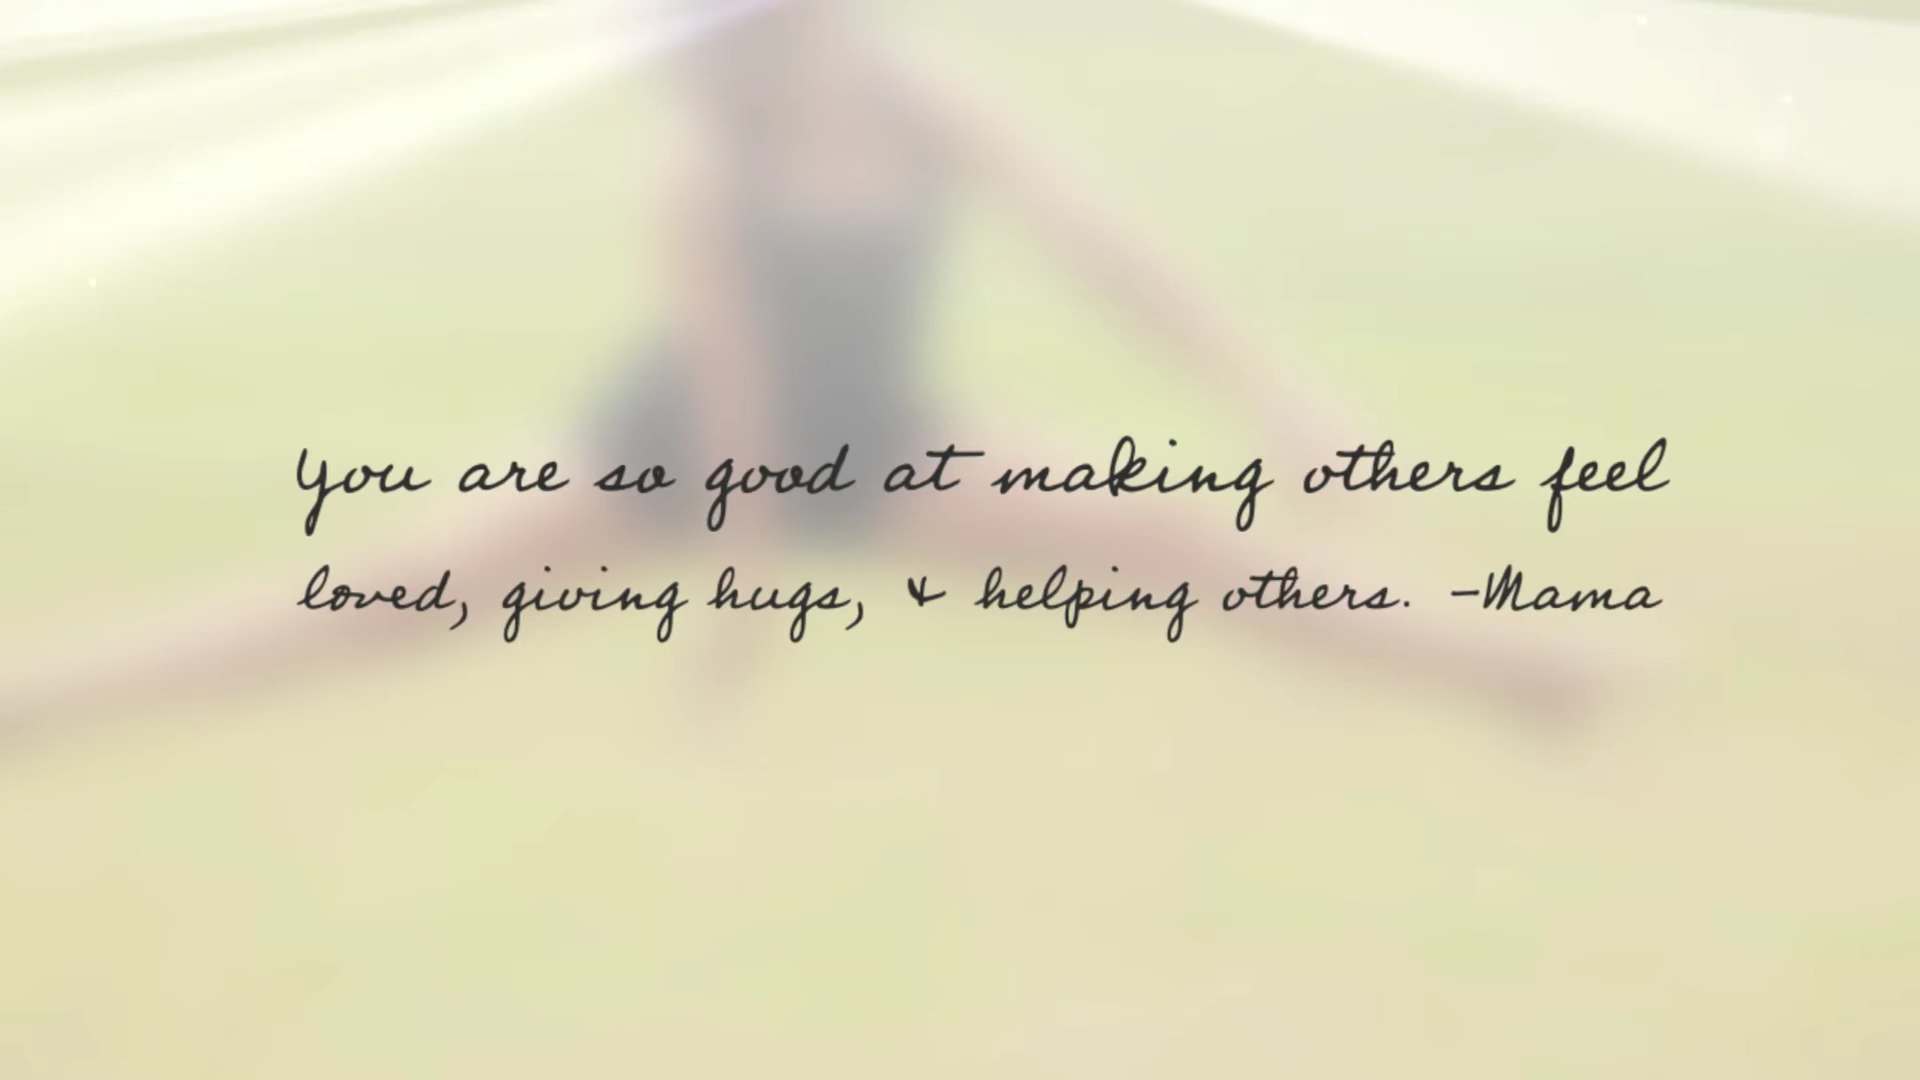 You are so good at making others feel
loved, giving hugs, & helping others. -Mama